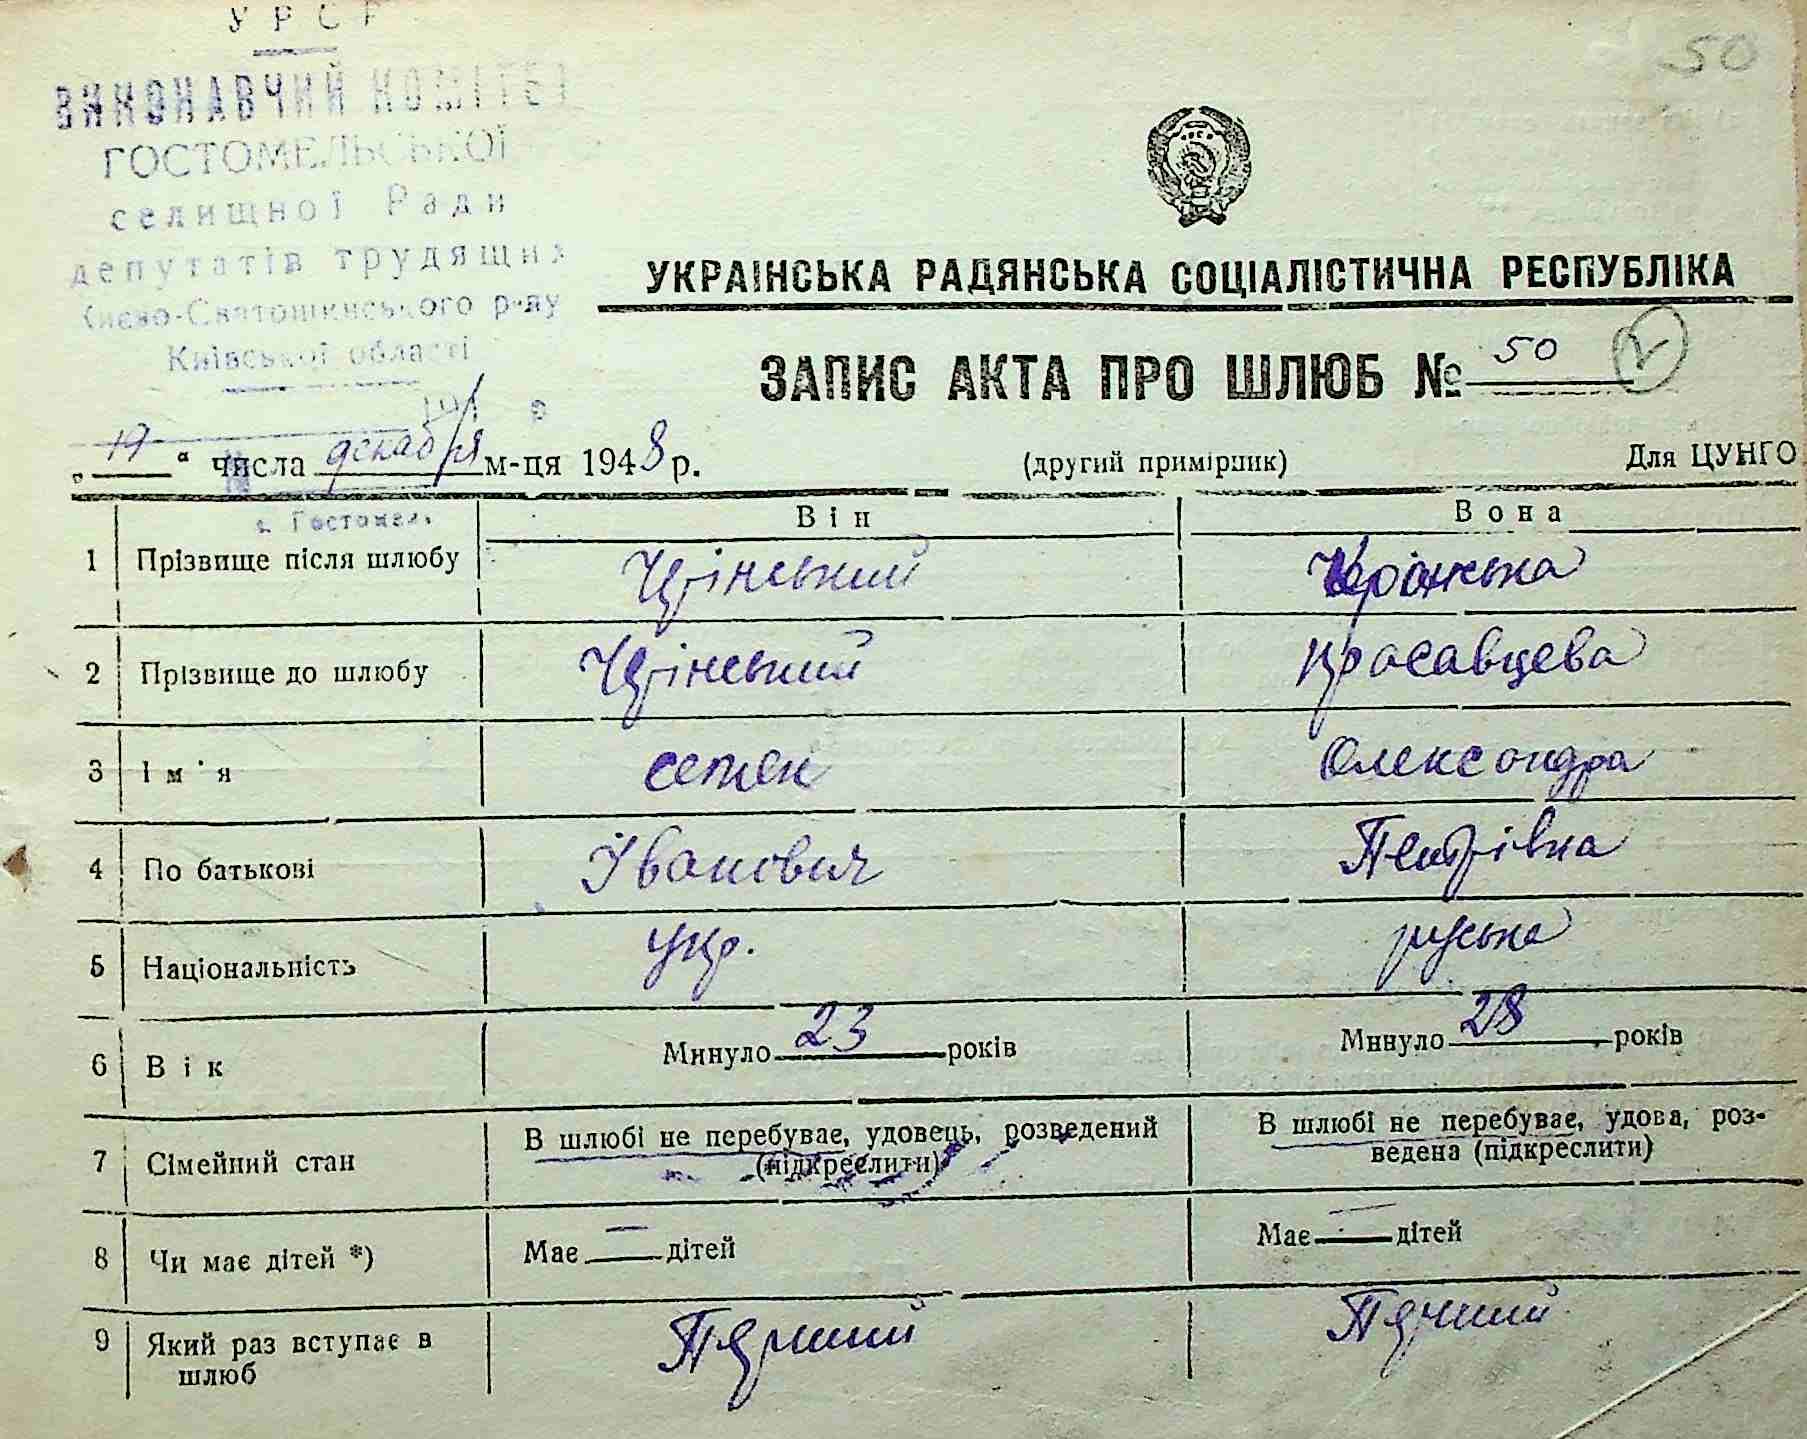 УРСР
ВИКОНАВЧИЙ КОМІТЕТ
ГОСТОМЕЛЬСЬКОЇ
селищної Ради
депутатів трудящих
Києво-Святошинського р-ну
Київської області
50
УКРАЇНСЬКА РАДЯНСЬКА СОЦІАЛІСТИЧНА РЕСПУБЛІКА
ЗАПИС АКТА ПРО ШЛЮБ № 50 2
„19“ числа декабря м-ця 1948 р. (другий примірник) Для ЦУНГО
с. Гостомель
Він Вона
1 Прізвище після шлюбу
2 Прізвище до шлюбу Красавцева
3 Ім'я семен Олександра
4 По батькові Іванович Петрівна
5 Національність укр. руська
6 Вік Минуло 23 років Минуло 28 років
7 Сімейний стан В шлюбі не перебуває, удовець, розведений (підкреслити) В шлюбі не перебуває, удова, роз-
ведена (підкреслити)
8 Чи має дітей *) Має — дітей Має — дітей
9 Який раз вступає в
шлюб Перший Перший